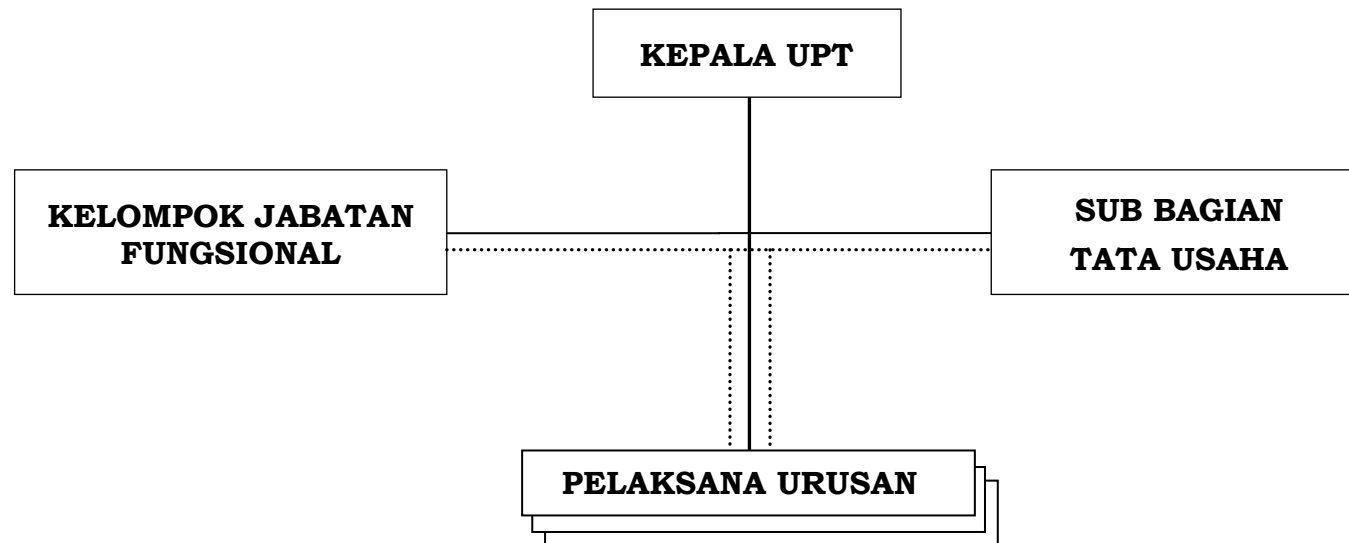 KEPALA UPT
KELOMPOK JABATAN
FUNGSIONAL
SUB BAGIAN
TATA USAHA
PELAKSANA URUSAN